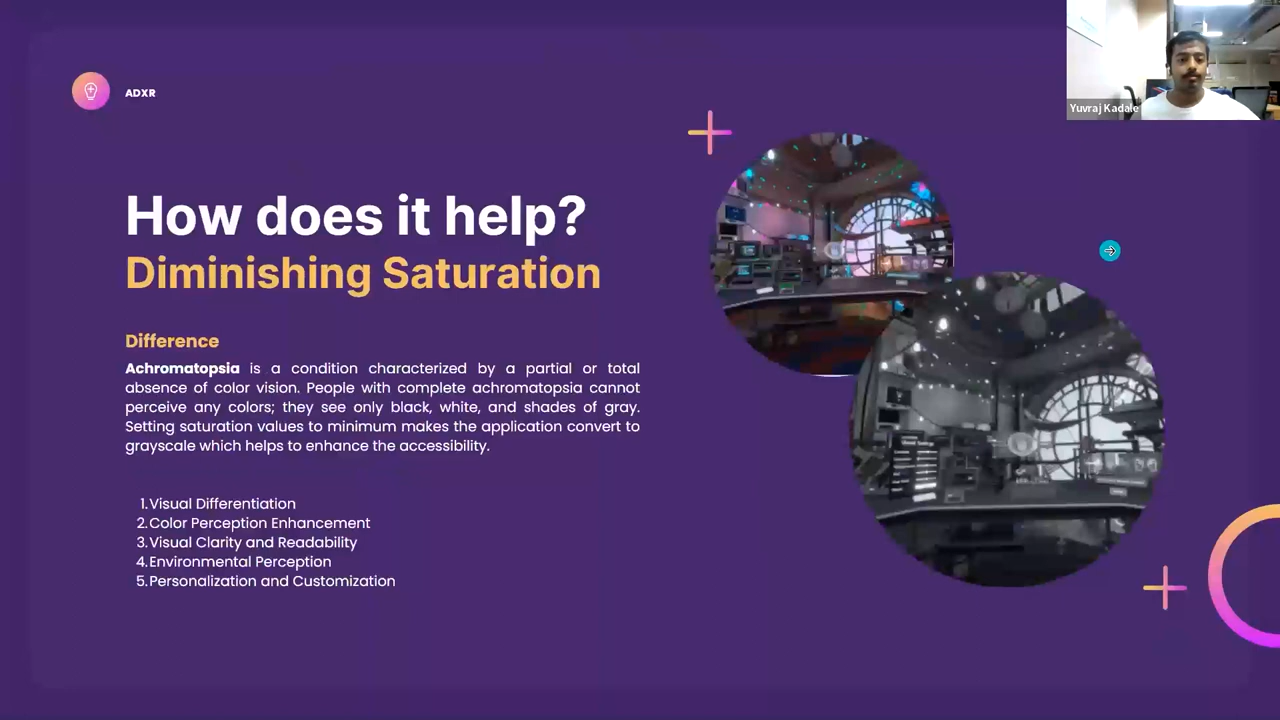 ADXR
How does it help?
Diminishing Saturation
Difference
Achromatopsia is a condition characterized by a partial or total
absence of color vision. People with complete achromatopsia cannot
perceive any colors; they see only black, white, and shades of gray.
Setting saturation values to minimum makes the application convert to
grayscale which helps to enhance the accessibility.
1. Visual Differentiation
2. Color Perception Enhancement
3. Visual Clarity and Readability
4. Environmental Perception
5. Personalization and Customization
Yuvraj Kadale